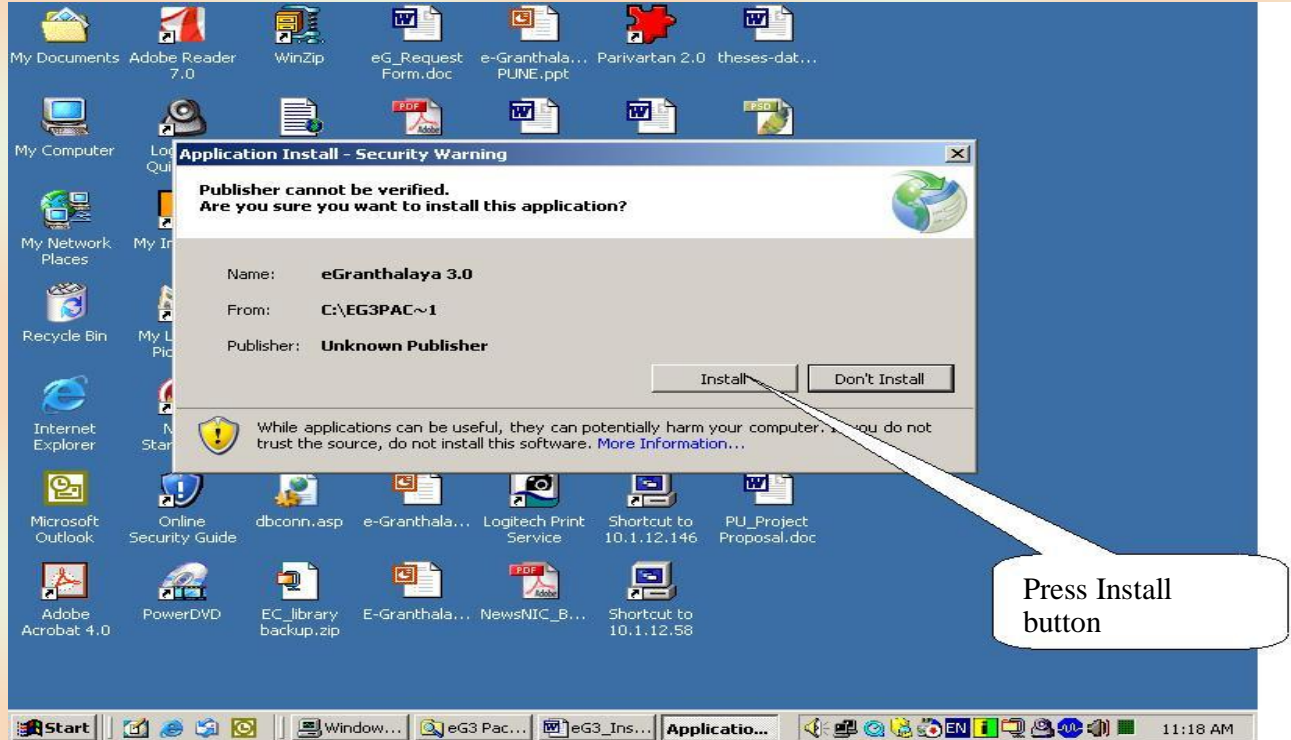 My Documents
Adobe Reader
7.0
WinZip
eG_Request
Form.doc
e-Granthala...
PUNE.ppt
Parivartan 2.0
theses-dat...
My Computer
Application Install - Security Warning
Publisher cannot be verified.
Are you sure you want to install this application?
Name: eGranthalaya 3.0
From: C:\EG3PAC~1
Publisher: Unknown Publisher
Install
Don't Install
While applications can be useful, they can potentially harm your computer. If you do not
trust the source, do not install this software. More Information...
My Network
Places
Recycle Bin
Internet
Explorer
Microsoft
Outlook
Online
Security Guide
dbconn.asp
e-Granthala...
Logitech Print
Service
Shortcut to
10.1.12.146
PU_Project
Proposal.doc
Adobe
Acrobat 4.0
PowerDVD
EC_library
backup.zip
E-Granthala...
NewsNIC_B...
Shortcut to
10.1.12.58
Press Install
button
Start
Window...
eG3 Pac...
eG3_Ins...
Applicatio...
EN
11:18 AM